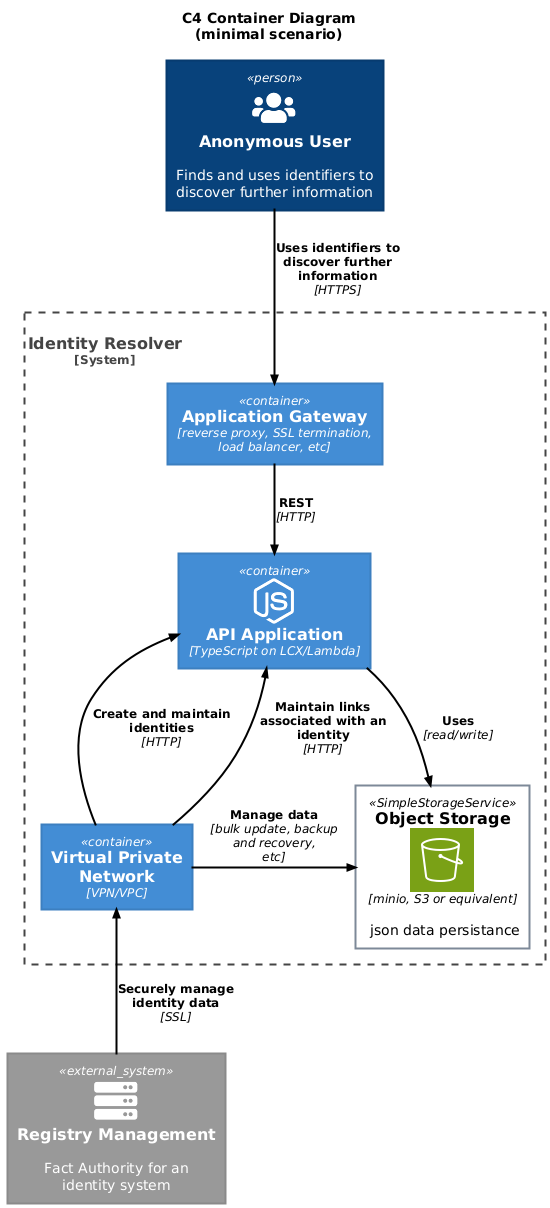 C4 Container Diagram
(minimal scenario)
«person»
Anonymous User
Finds and uses identifiers to
discover further information
Uses identifiers to
discover further
information
[HTTPS]
Identity Resolver
[System]
«container»
Application Gateway
[reverse proxy, SSL termination,
load balancer, etc]
REST
[HTTP]
«container»
JS
API Application
[TypeScript on LCX/Lambda]
Create and maintain
identities
[HTTP]
Maintain links
associated with an
identity
[HTTP]
Uses
[read/write]
Manage data
[bulk update, backup
and recovery,
etc]
«SimpleStorageService»
Object Storage
[minio, S3 or equivalent]
json data persistance
«container»
Virtual Private
Network
[VPN/VPC]
Securely manage
identity data
[SSL]
«external_system»
Registry Management
Fact Authority for an
identity system